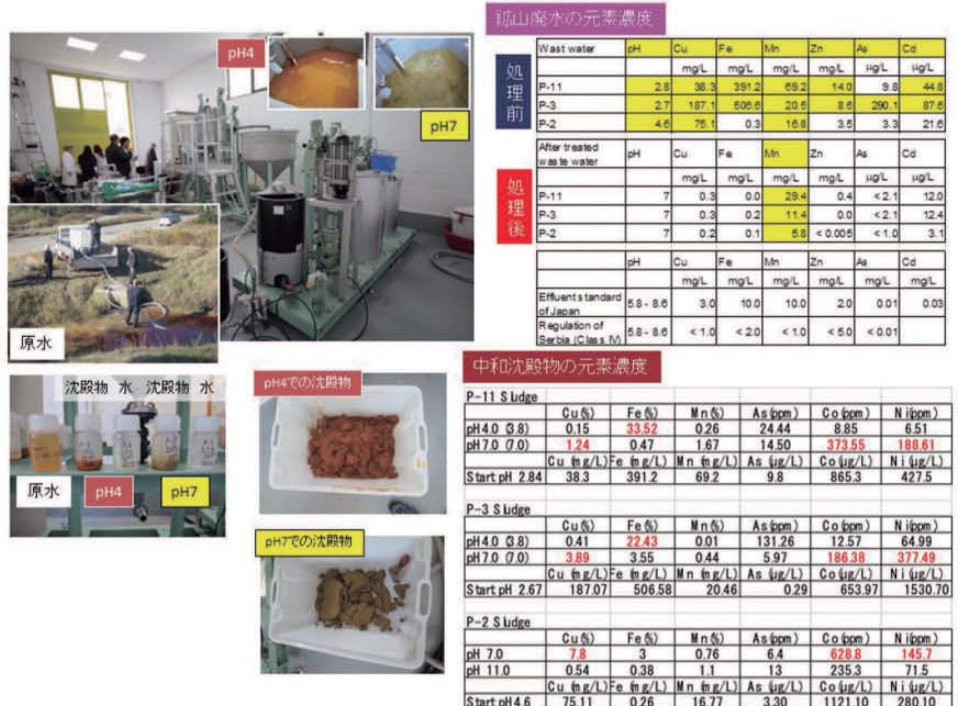 鉱山廃水の元素濃度
pH4
pH7
原水
沈殿物 水 沈殿物 水
原水 pH4 pH7
pH4での沈殿物
pH7での沈殿物
処理前
Wast water pH Cu Fe Mn Zn As Cd
mg/L mg/L mg/L mg/L µg/L µg/L
P-11 2.8 38.3 391.2 69.2 14.0 9.8 44.8
P-3 2.7 187.1 506.6 20.5 8.6 290.1 87.6
P-2 4.6 75.1 0.3 16.8 3.5 3.3 21.6
処理後
After treated waste water pH Cu Fe Mn Zn As Cd
mg/L mg/L mg/L mg/L µg/L µg/L
P-11 7 0.3 0.0 29.4 0.4 <2.1 12.0
P-3 7 0.3 0.2 11.4 0.0 <2.1 12.4
P-2 7 0.2 0.1 5.8 <0.005 <1.0 3.1
pH Cu Fe Mn Zn As Cd
mg/L mg/L mg/L mg/L mg/L mg/L
Effluent standard of Japan 5.8 - 8.6 3.0 10.0 10.0 2.0 0.01 0.03
Regulation of Serbia (Class IV) 5.8 - 8.6 <1.0 <2.0 <1.0 <5.0 <0.01
中和沈殿物の元素濃度
P-11 Sludge
Cu(%) Fe(%) Mn(%) As(ppm) Co(ppm) Ni(ppm)
pH4.0 (3.8) 0.15 33.52 0.26 24.44 8.85 6.51
pH7.0 (7.0) 1.24 0.47 1.67 14.50 373.55 188.61
Cu (mg/L) Fe (mg/L) Mn (mg/L) As (µg/L) Co(µg/L) Ni(µg/L)
Start pH 2.84 38.3 391.2 69.2 9.8 865.3 427.5
P-3 Sludge
Cu(%) Fe(%) Mn(%) As(ppm) Co(ppm) Ni(ppm)
pH4.0 (3.8) 0.41 22.43 0.01 131.26 12.57 64.99
pH7.0 (7.0) 3.89 3.55 0.44 5.97 186.38 377.49
Cu (mg/L) Fe (mg/L) Mn (mg/L) As (µg/L) Co(µg/L) Ni(µg/L)
Start pH 2.67 187.07 506.58 20.46 0.29 653.97 1530.70
P-2 Sludge
Cu(%) Fe(%) Mn(%) As(ppm) Co(ppm) Ni(ppm)
pH 7.0 7.8 3 0.76 6.4 628.8 145.7
pH 11.0 0.54 0.38 1.1 13 235.3 71.5
Cu (mg/L) Fe (mg/L) Mn (mg/L) As (µg/L) Co(µg/L) Ni(µg/L)
Start pH4.6 75.11 0.26 16.77 3.30 1121.10 280.10